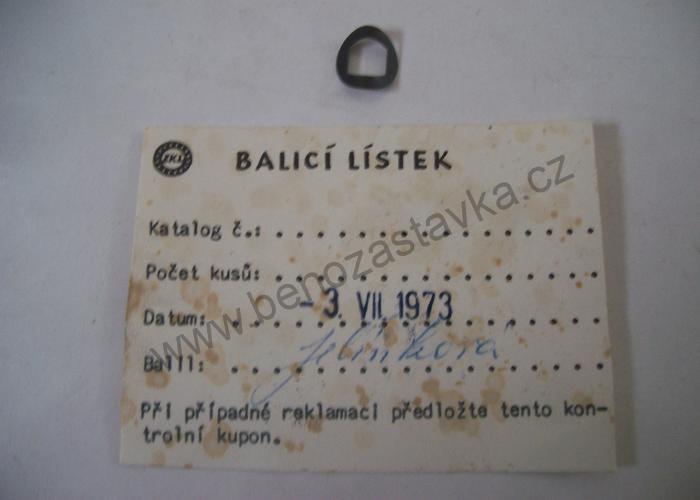 ZKL BALICÍ LÍSTEK
Katalog č.:
Počet kusů:
Datum: - 3. VII. 1973
Balil: Jelínková
Při případné reklamaci předložte tento kon-
trolní kupon.
www.benozastavka.cz